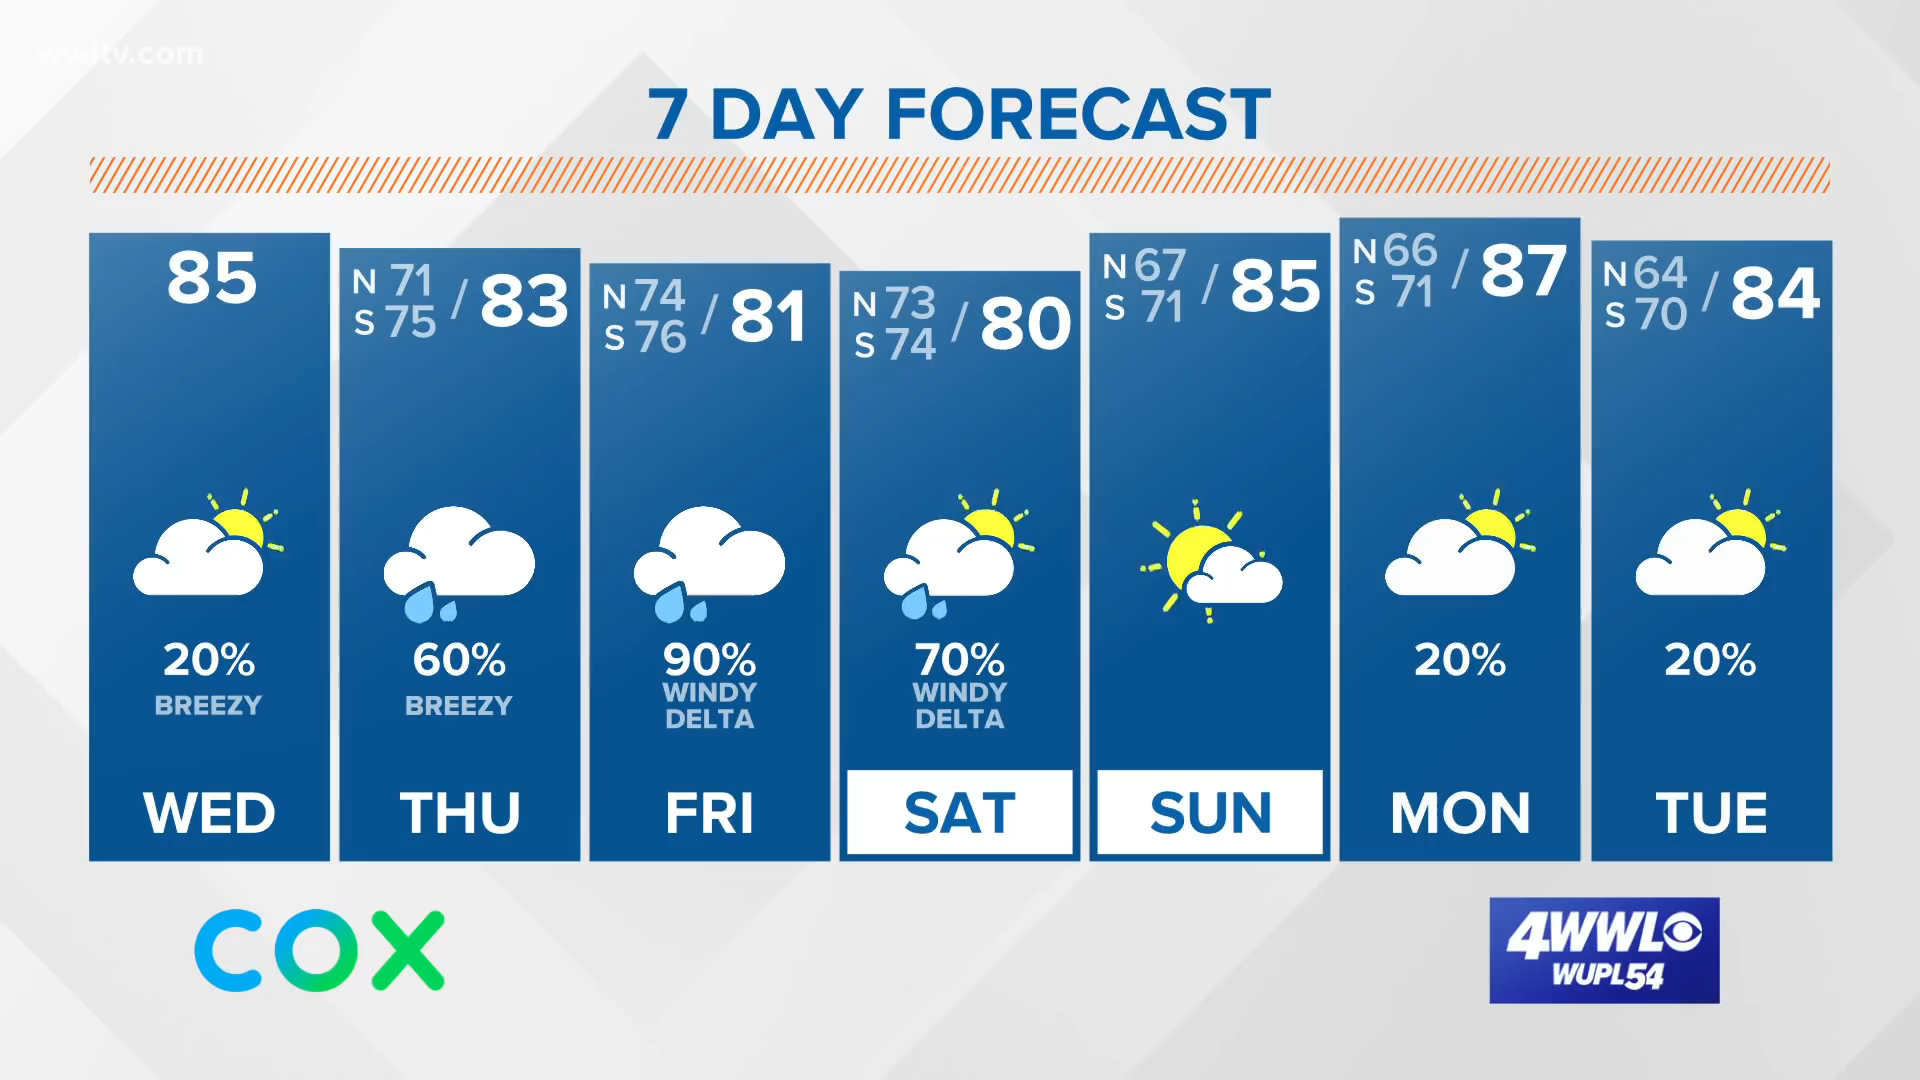 wwltv.com
7 DAY FORECAST
85
N 71 / 83
S 75
N 74 / 81
S 76
N 73 / 80
S 74
N 67 / 85
S 71
N 66 / 87
S 71
N 64 / 84
S 70
20%
BREEZY
60%
BREEZY
90%
WINDY
DELTA
70%
WINDY
DELTA
20%
20%
WED
THU
FRI
SAT
SUN
MON
TUE
COX
4WWL
WUPL54